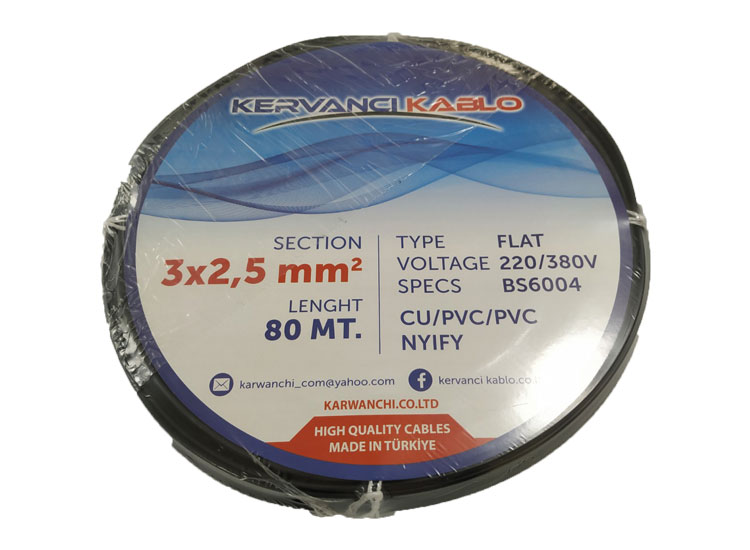 KERVANCI KABLO
SECTION
3x2,5 mm²
LENGHT
80 MT.
TYPE FLAT
VOLTAGE 220/380V
SPECS BS6004
CU/PVC/PVC
NYIFY
karwanchi_com@yahoo.com
kervanci kablo.co
KARWANCHI.CO.LTD
HIGH QUALITY CABLES
MADE IN TÜRKİYE